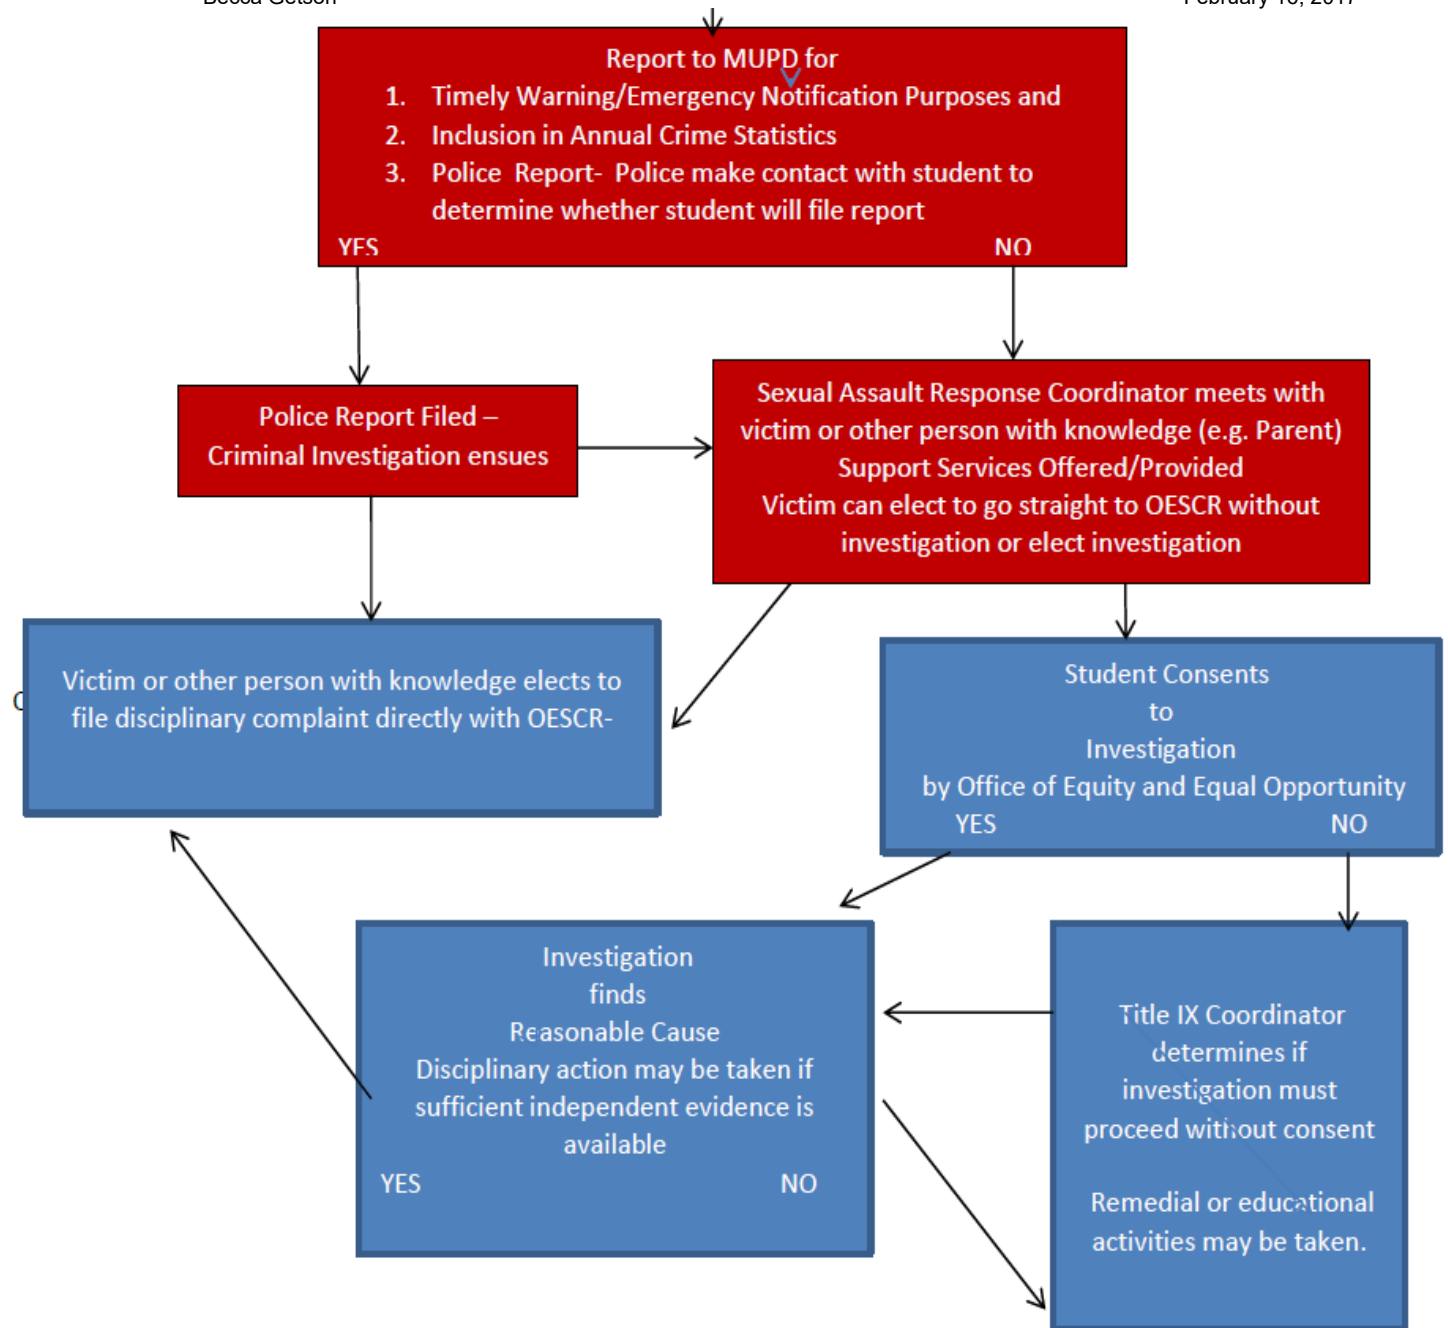 Becca Getson
February 16, 2017
Report to MUPD for
1. Timely Warning/Emergency Notification Purposes and
2. Inclusion in Annual Crime Statistics
3. Police Report- Police make contact with student to
determine whether student will file report
YES NO
Police Report Filed –
Criminal Investigation ensues
Sexual Assault Response Coordinator meets with
victim or other person with knowledge (e.g. Parent)
Support Services Offered/Provided
Victim can elect to go straight to OESCR without
investigation or elect investigation
Victim or other person with knowledge elects to
file disciplinary complaint directly with OESCR-
Student Consents
to
Investigation
by Office of Equity and Equal Opportunity
YES NO
Investigation
finds
Reasonable Cause
Disciplinary action may be taken if
sufficient independent evidence is
available
YES NO
Title IX Coordinator
determines if
investigation must
proceed without consent
Remedial or educational
activities may be taken.